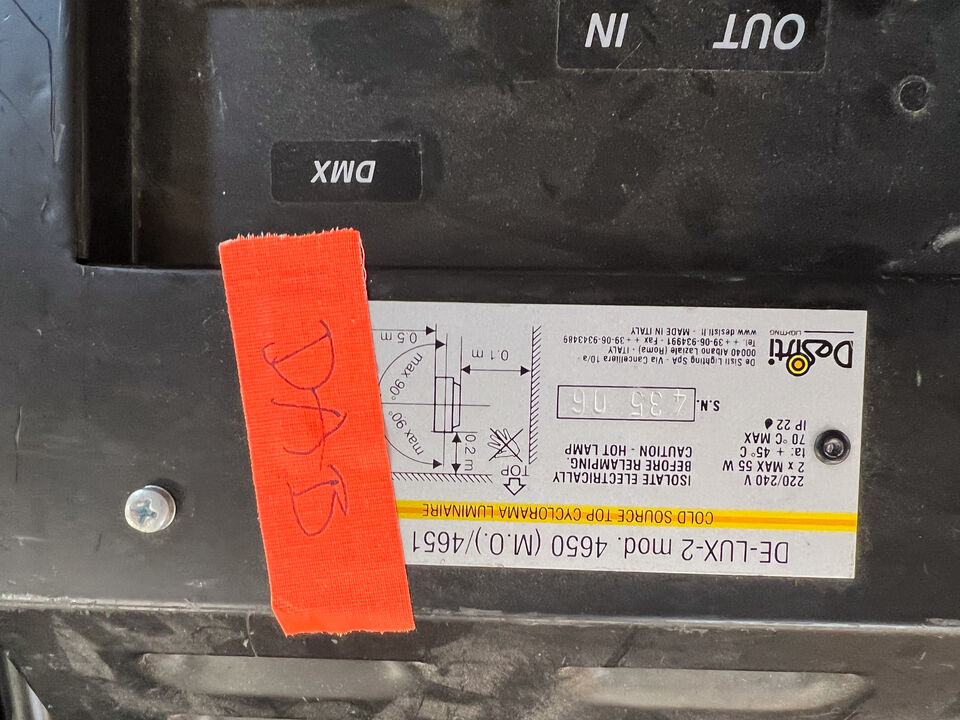 DE-LUX-2 mod. 4650 (M.O.)/4651
COLD SOURCE TOP CYCLORAMA LUMINAIRE
220/240 V
2 x MAX 55 W
ta: + 45°C
70 °C MAX
IP 22
ISOLATE ELECTRICALLY
BEFORE RELAMPING.
CAUTION - HOT LAMP
S.N.
TOP
0.2 m
max 90°
max 90°
0.1 m
0.5 m
DeSisti
LIGHTING
De Sisti Lighting SpA - Via Cancelliera 10/a
00040 Albano Laziale (Roma) - ITALY
Tel. + + 39-06-934991 - Fax + + 39-06-9343489
www.desisti.it - MADE IN ITALY
DAB
DMX
OUT
IN